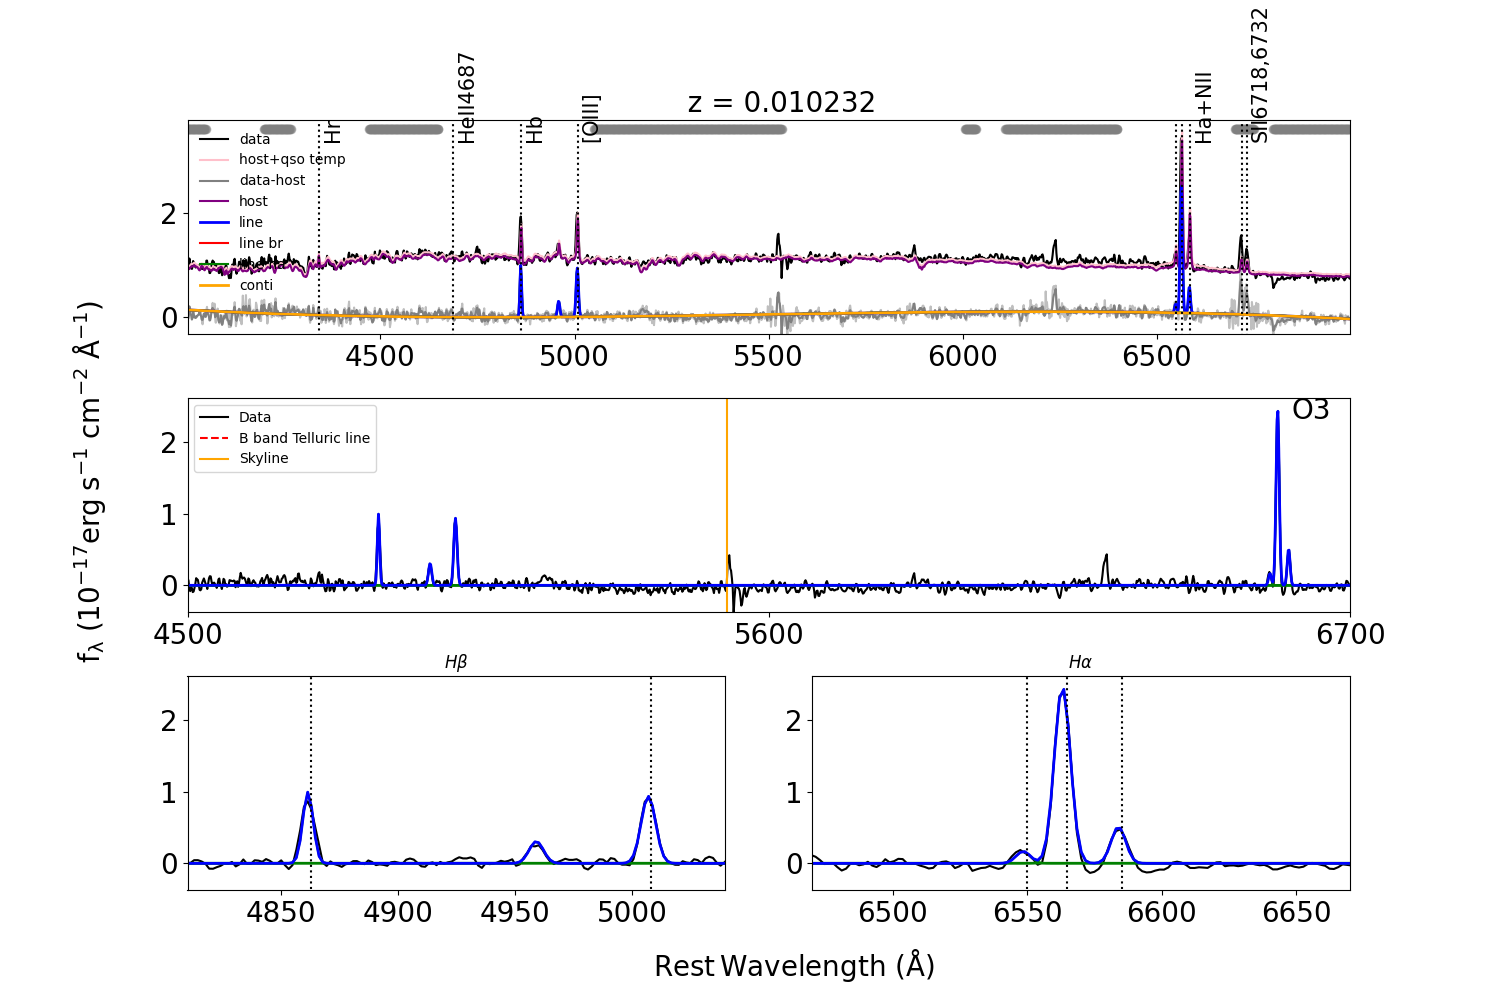 z = 0.010232
Hr
HeII4687
Hb
[OIII]
Ha+NII
SII6718,6732
data
host+qso temp
data-host
host
line
line br
conti
2
0
4500
5000
5500
6000
6500
Data
B band Telluric line
Skyline
O3
2
1
0
4500
5600
6700
fλ (10−17erg s−1 cm−2 Å−1)
Hβ
2
1
0
4850
4900
4950
5000
Hα
2
1
0
6500
6550
6600
6650
Rest Wavelength (Å)